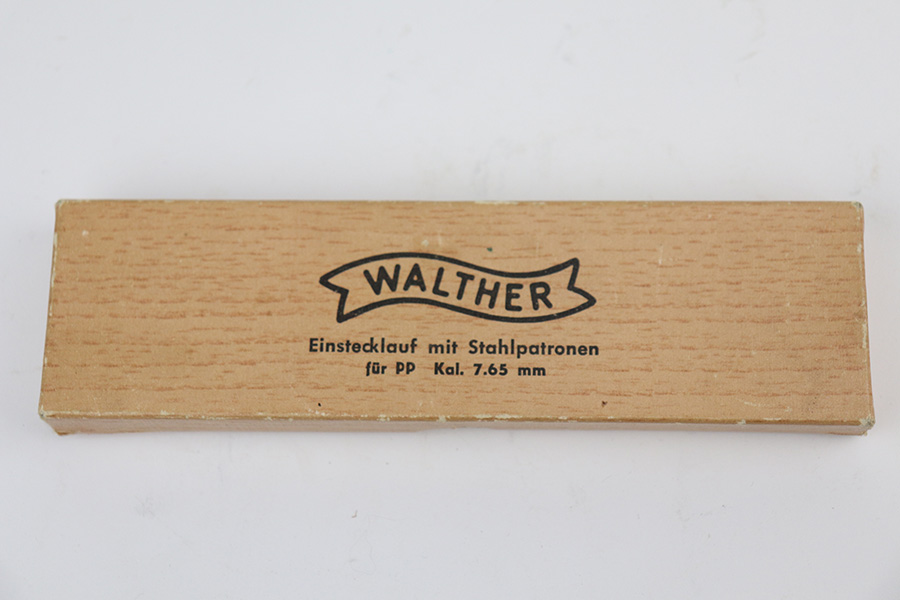 WALTHER
Einstecklauf mit Stahlpatronen
für PP Kal. 7.65 mm